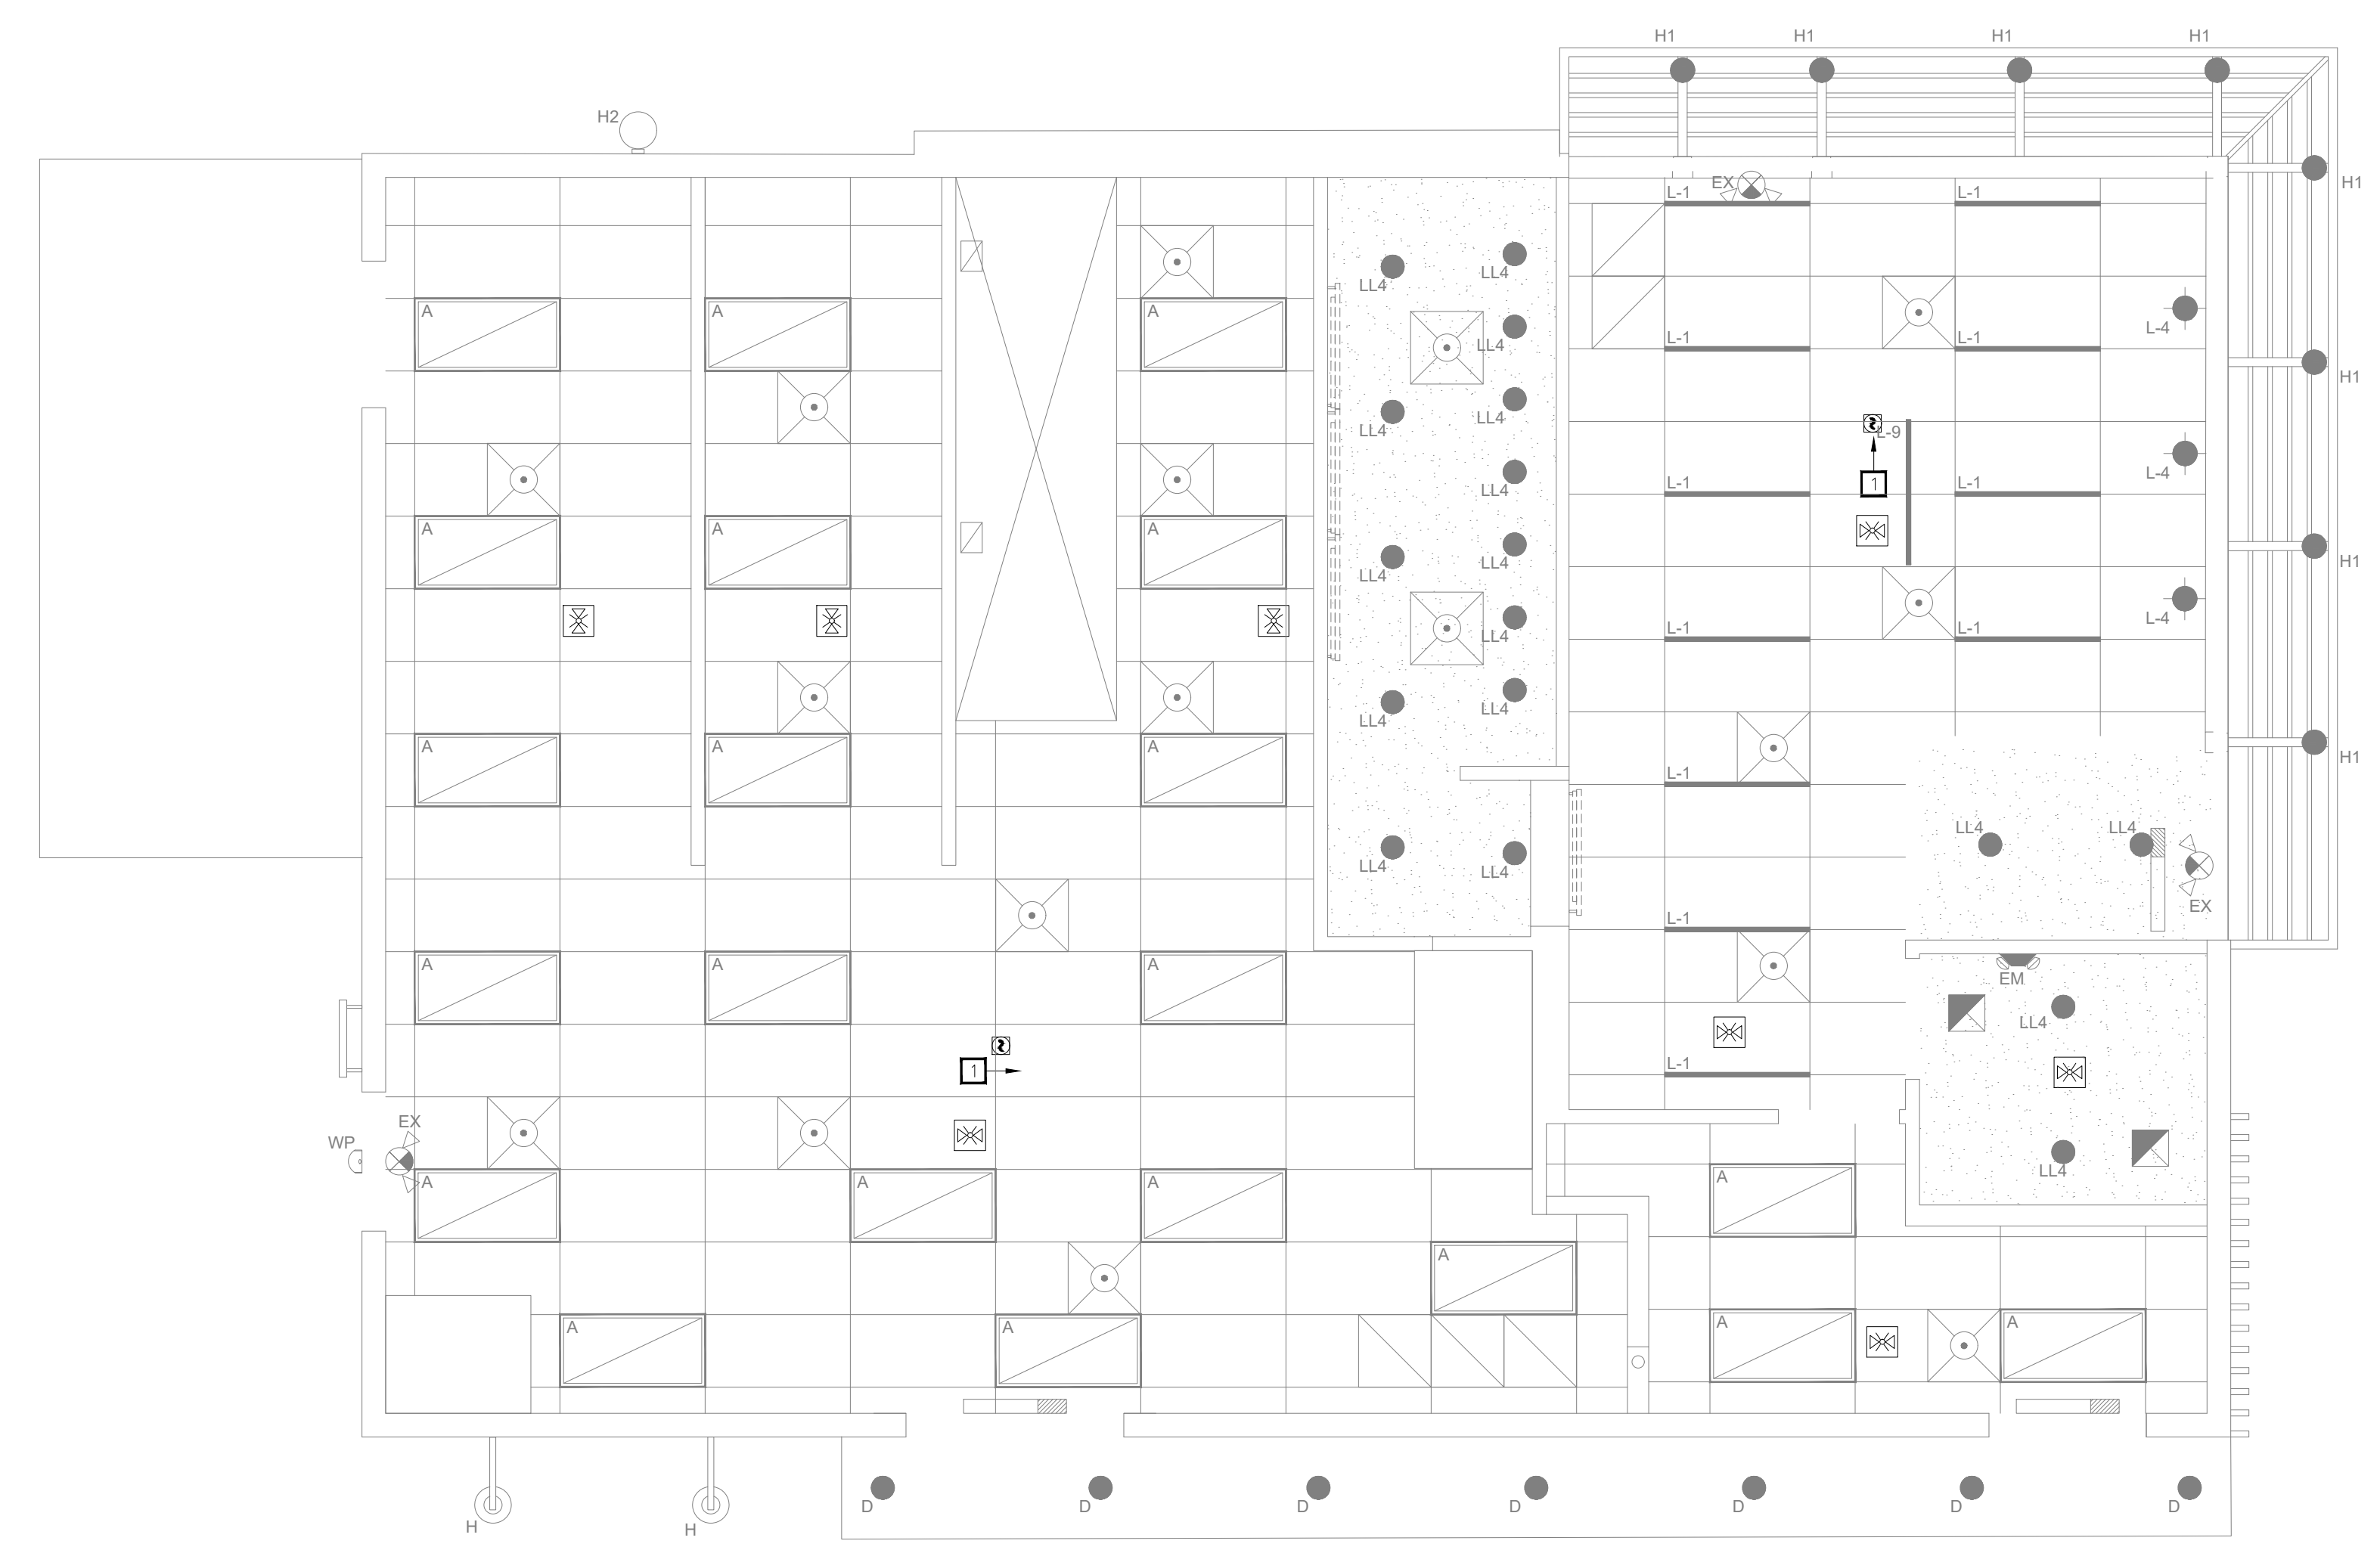 H1 H1 H1 H1
H2
H1
EX L-1 L-1
LL4 LL4
A A A
L-4
LL4 L-1 L-1
H1
LL4 LL4
L-9
L-4
L-1 L-1
1
LL4
A A A
H1
LL4 LL4
L-4
LL4 L-1 L-1
LL4 LL4
A A A
H1
L-1
LL4 LL4
LL4 LL4
EX
L-1
A A A
EM
LL4
1
L-1
EX
WP
LL4
A A A A
A
A A A A
D D D D D D D
H H